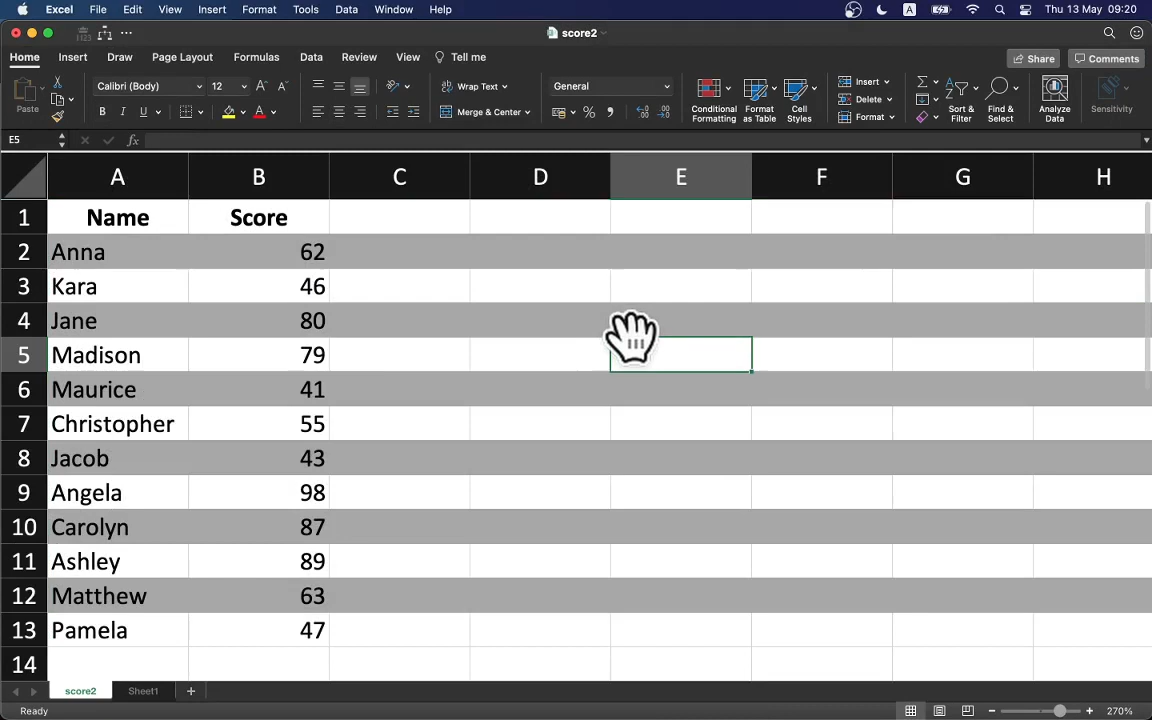 Excel File Edit View Insert Format Tools Data Window Help A Thu 13 May 09:20
score2
Home Insert Draw Page Layout Formulas Data Review View Tell me Share Comments
Paste Calibri (Body) 12 A A Wrap Text General Conditional Formatting Format as Table Cell Styles Insert Sort & Filter Find & Select Analyze Data Sensitivity
Delete
B I U A Merge & Center % Format
E5 fx
A B C D E F G H
1 Name Score
2 Anna 62
3 Kara 46
4 Jane 80
5 Madison 79
6 Maurice 41
7 Christopher 55
8 Jacob 43
9 Angela 98
10 Carolyn 87
11 Ashley 89
12 Matthew 63
13 Pamela 47
14
score2 Sheet1 +
Ready 270%